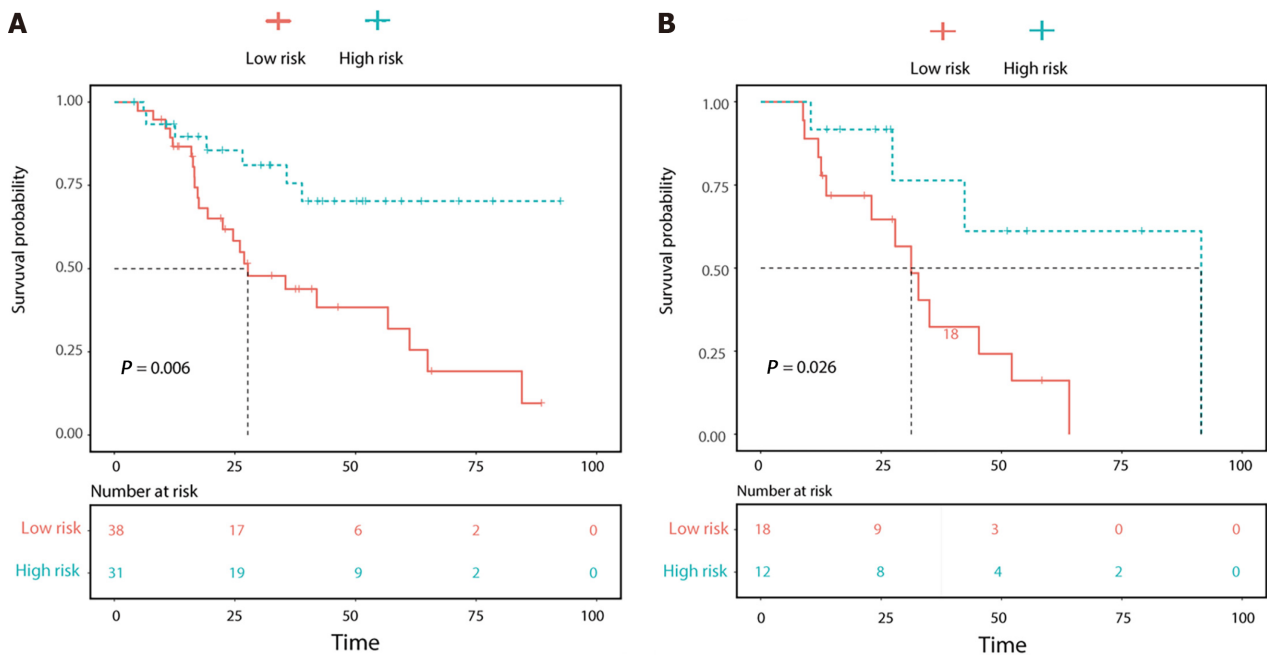 A
Low risk High risk
1.00
0.75
0.50
0.25
0.00
Survuval probability
P = 0.006
0 25 50 75 100
Number at risk
Low risk 38 17 6 2 0
High risk 31 19 9 2 0
0 25 50 75 100
Time
B
Low risk High risk
1.00
0.75
0.50
0.25
0.00
Survuval probability
18
P = 0.026
0 25 50 75 100
Number at risk
Low risk 18 9 3 0 0
High risk 12 8 4 2 0
0 25 50 75 100
Time